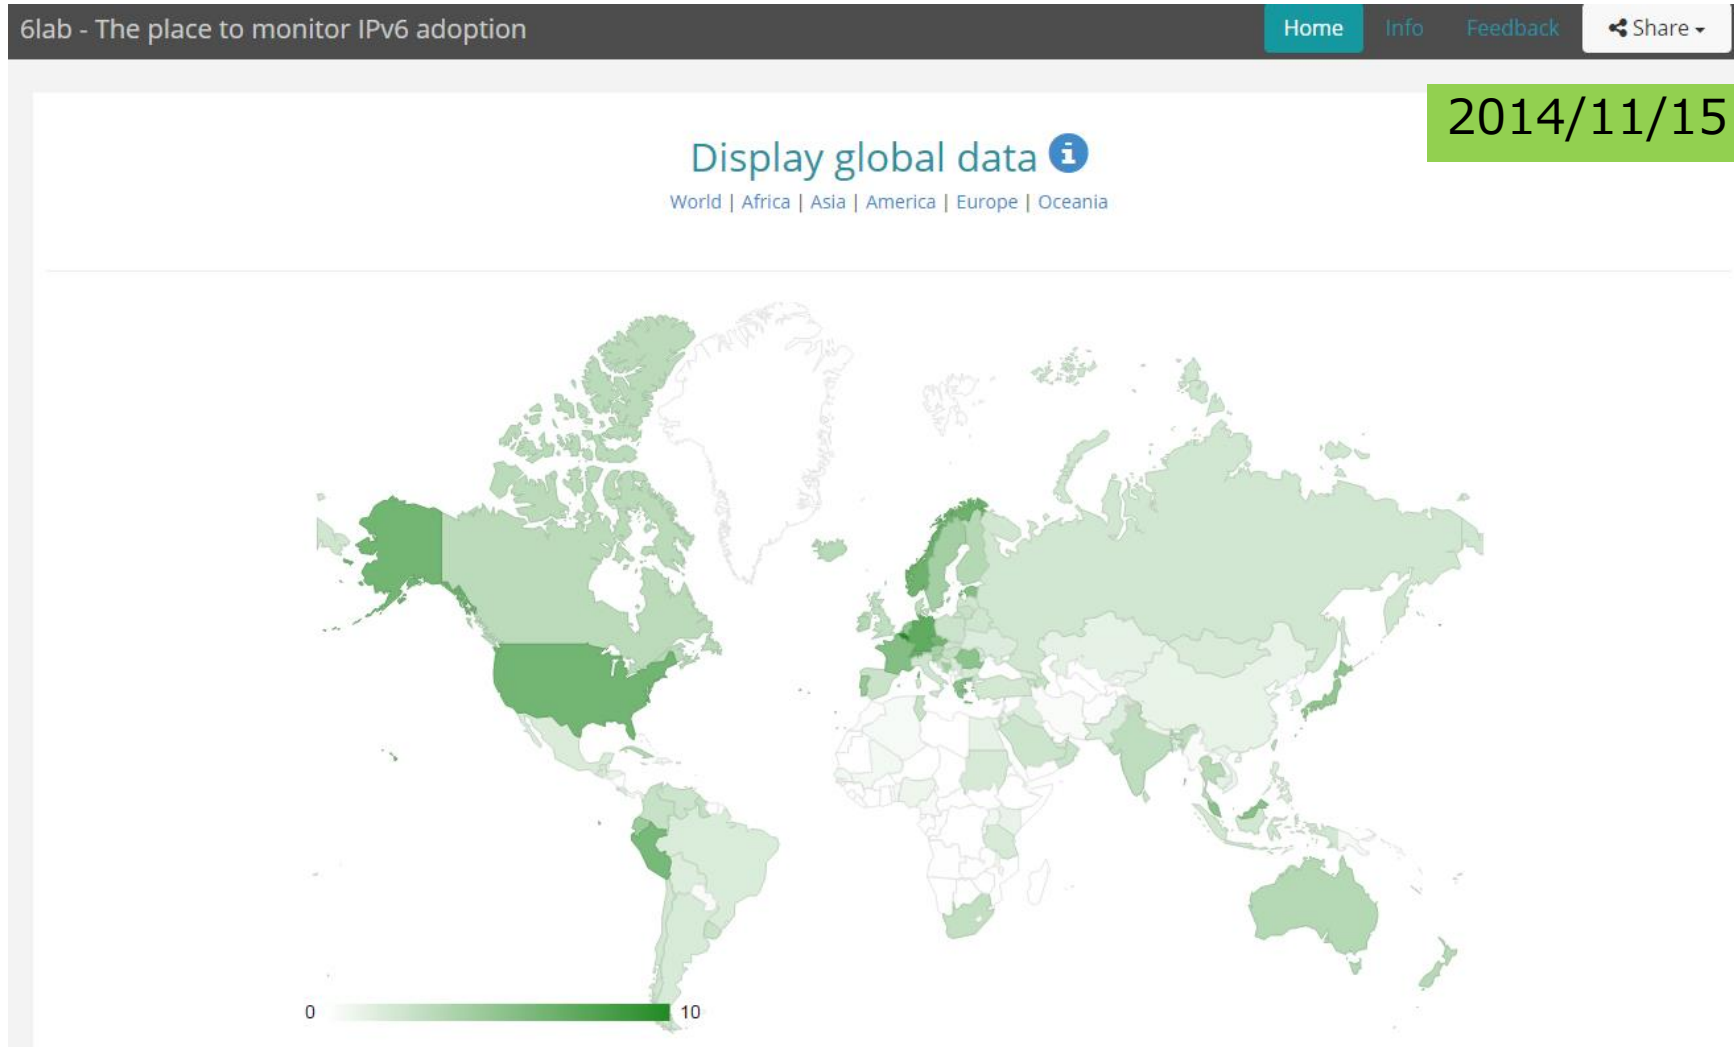 6lab - The place to monitor IPv6 adoption
Home Info Feedback Share
2014/11/15
Display global data i
World | Africa | Asia | America | Europe | Oceania
0 10